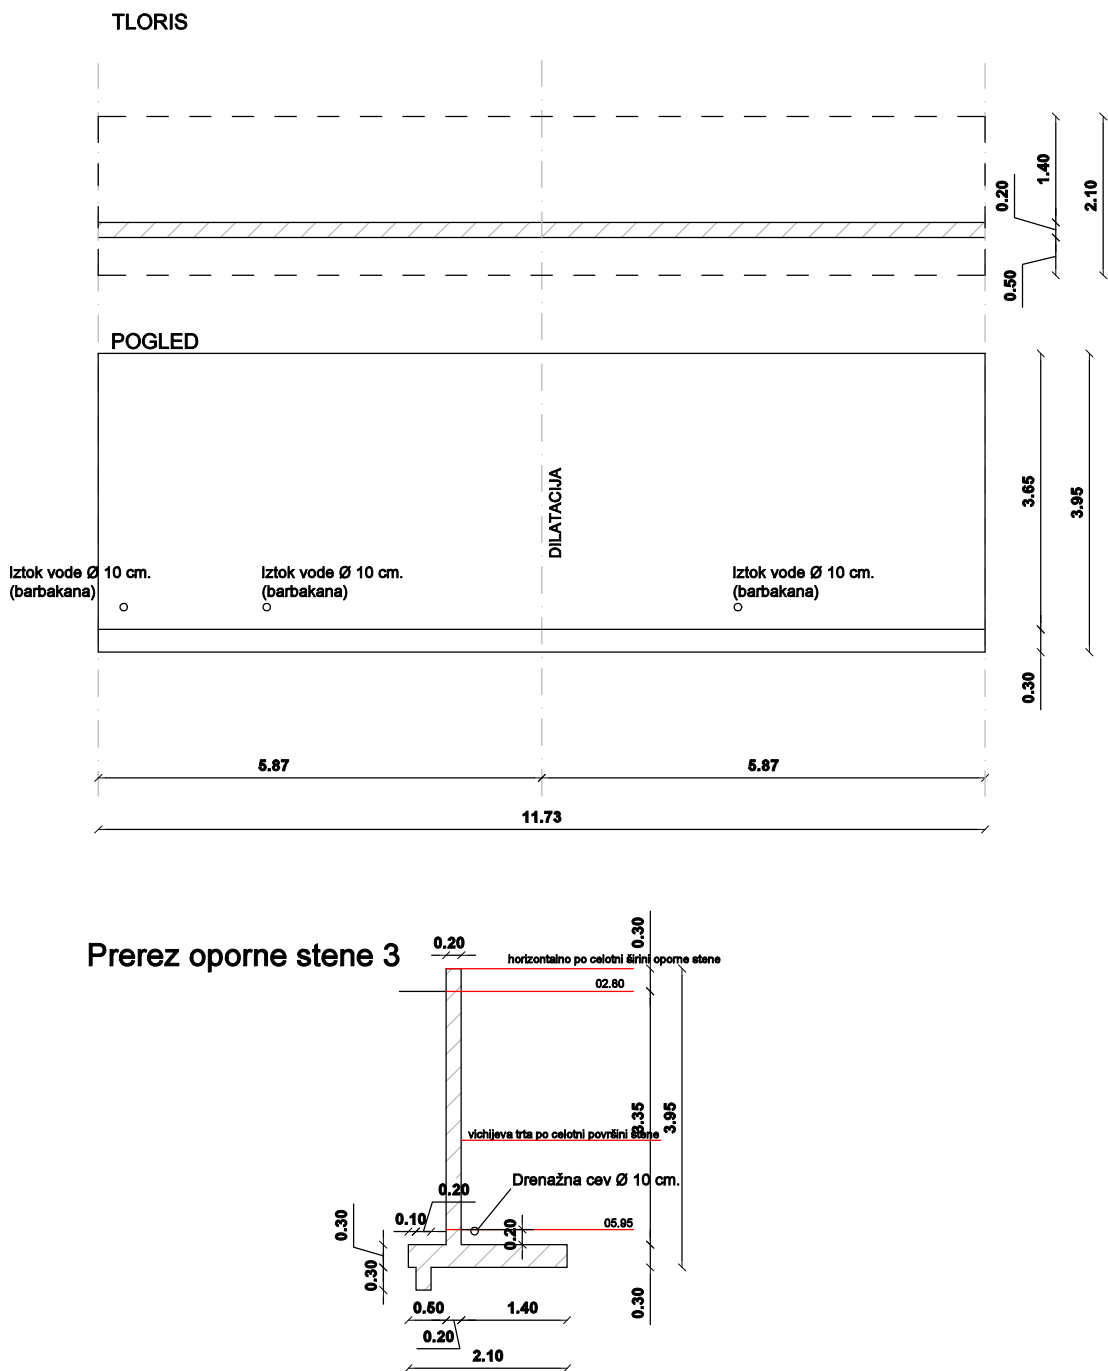 TLORIS
1.40
2.10
0.20
0.50
POGLED
DILATACIJA
3.65
3.95
Iztok vode Ø 10 cm.
(barbakana)
Iztok vode Ø 10 cm.
(barbakana)
Iztok vode Ø 10 cm.
(barbakana)
0.30
5.87
5.87
11.73
Prerez oporne stene 3
0.20
0.30
horizontalno po celotni širini oporne stene
02.60
3.35
3.95
vichijeva trta po celotni površini stene
Drenažna cev Ø 10 cm.
0.20
0.10
0.30
05.95
0.20
0.30
0.30
0.50
1.40
0.20
2.10